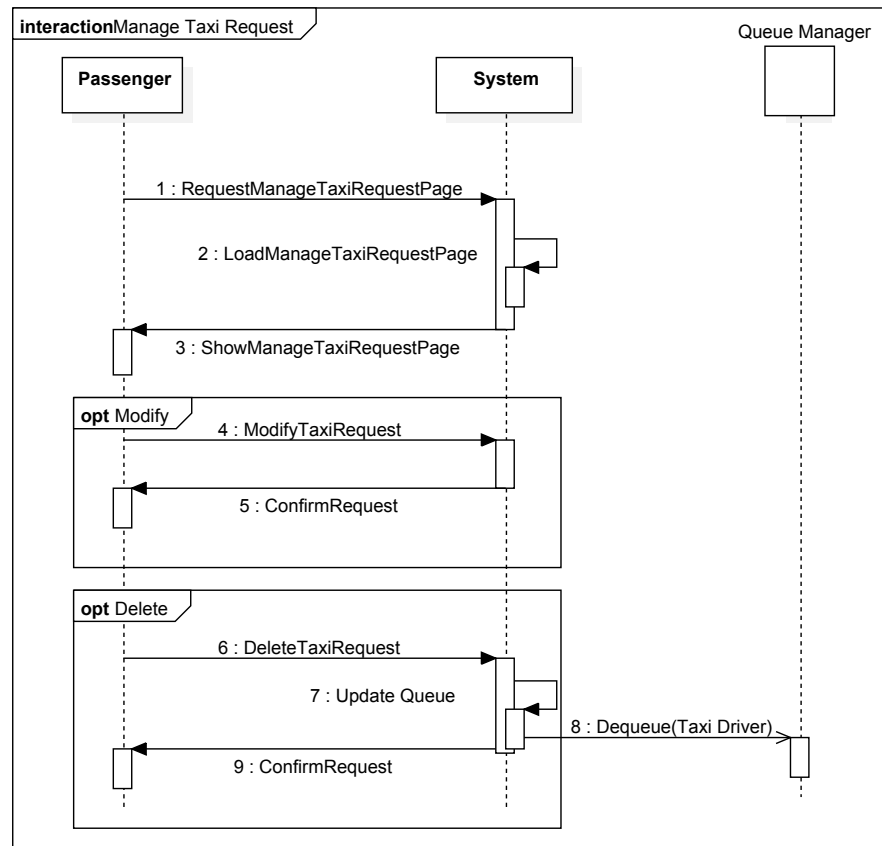 interactionManage Taxi Request
Queue Manager
Passenger
System
1 : RequestManageTaxiRequestPage
2 : LoadManageTaxiRequestPage
3 : ShowManageTaxiRequestPage
opt Modify
4 : ModifyTaxiRequest
5 : ConfirmRequest
opt Delete
6 : DeleteTaxiRequest
7 : Update Queue
8 : Dequeue(Taxi Driver)
9 : ConfirmRequest